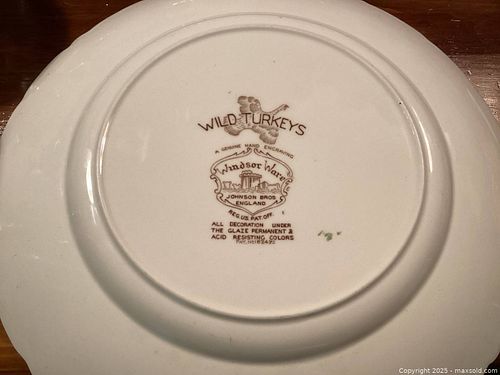 WILD TURKEYS
A GENUINE HAND ENGRAVING
Windsor Ware
JOHNSON BROS
ENGLAND
REG. U.S. PAT. OFF.
ALL DECORATION UNDER
THE GLAZE PERMANENT &
ACID RESISTING COLORS
Copyright 2025 - maxsold.com